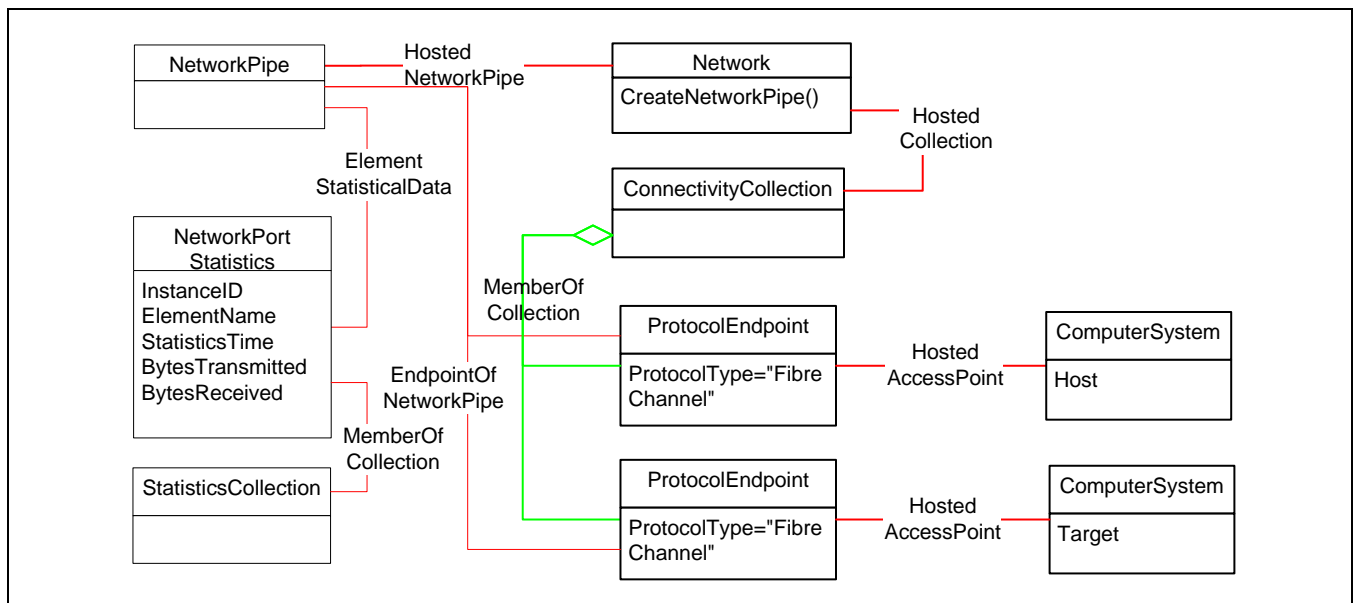 NetworkPipe
Hosted
NetworkPipe
Network
CreateNetworkPipe()
Hosted
Collection
Element
StatisticalData
ConnectivityCollection
NetworkPort
Statistics
InstanceID
ElementName
StatisticsTime
BytesTransmitted
BytesReceived
MemberOf
Collection
ProtocolEndpoint
ProtocolType="Fibre
Channel"
Hosted
AccessPoint
ComputerSystem
Host
EndpointOf
NetworkPipe
MemberOf
Collection
StatisticsCollection
ProtocolEndpoint
ProtocolType="Fibre
Channel"
Hosted
AccessPoint
ComputerSystem
Target